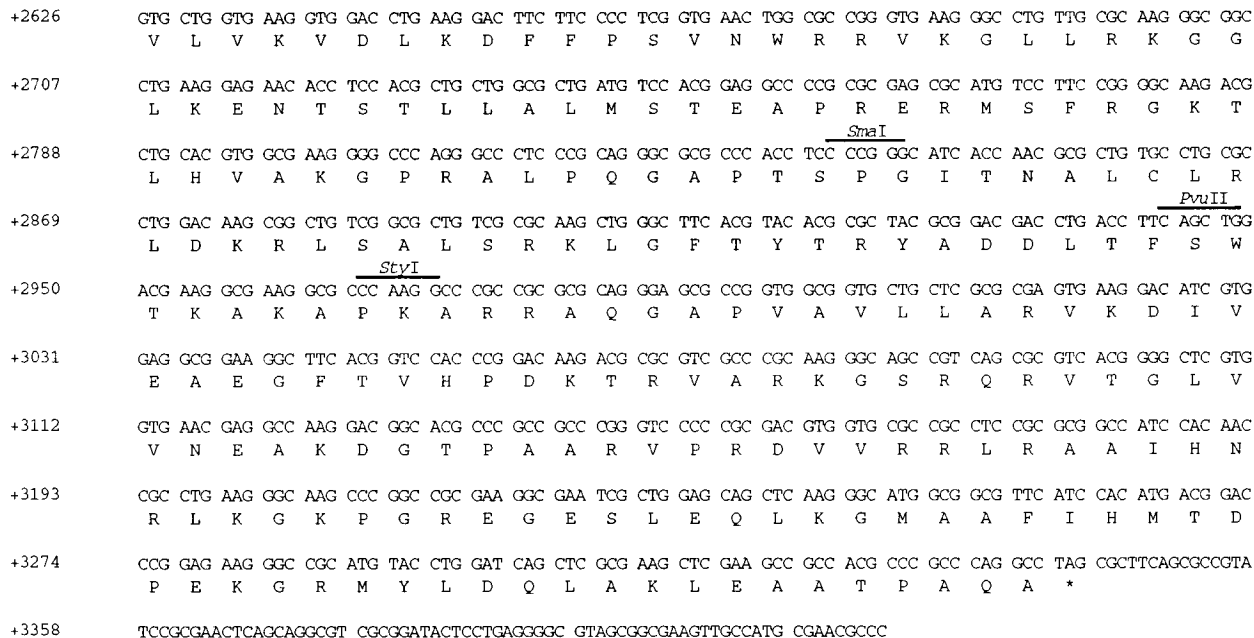 +2626 GTG CTG GTG AAG GTG GAC CTG AAG GAC TTC TTC CCC TCG GTG AAC TGG CGC CGG GTG AAG GGC CTG TTG CGC AAG GGC GGC
V L V K V D L K D F F P S V N W R R V K G L L R K G G
+2707 CTG AAG GAG AAC ACC TCC ACG CTG CTG GCG CTG ATG TCC ACG GAG GCC CCG CGC GAG CGC ATG TCC TTC CGG GGC AAG ACG
L K E N T S T L L A L M S T E A P R E R M S F R G K T
SmaI
+2788 CTG CAC GTG GCG AAG GGG CCC AGG GCC CTC CCG CAG GGC GCG CCC ACC TCC CCG GGC ATC ACC AAC GCG CTG TGC CTG CGC
L H V A K G P R A L P Q G A P T S P G I T N A L C L R
PvuII
+2869 CTG GAC AAG CGG CTG TCG GCG CTG TCG CGC AAG CTG GGC TTC ACG TAC ACG CGC TAC GCG GAC GAC CTG ACC TTC AGC TGG
L D K R L S A L S R K L G F T Y T R Y A D D L T F S W
StyI
+2950 ACG AAG GCG AAG GCG CCC AAG GCC CGC CGC GCG CAG GGA GCG CCG GTG GCG GTG CTG CTC GCG CGA GTG AAG GAC ATC GTG
T K A K A P K A R R A Q G A P V A V L L A R V K D I V
+3031 GAG GCG GAA GGC TTC ACG GTC CAC CCG GAC AAG ACG CGC GTC GCC CGC AAG GGC AGC CGT CAG CGC GTC ACG GGG CTC GTG
E A E G F T V H P D K T R V A R K G S R Q R V T G L V
+3112 GTG AAC GAG GCC AAG GAC GGC ACG CCC GCC GCC CGG GTC CCC CGC GAC GTG GTG CGC CGC CTC CGC GCG GCC ATC CAC AAC
V N E A K D G T P A A R V P R D V V R R L R A A I H N
+3193 CGC CTG AAG GGC AAG CCC GGC CGC GAA GGC GAA TCG CTG GAG CAG CTC AAG GGC ATG GCG GCG TTC ATC CAC ATG ACG GAC
R L K G K P G R E G E S L E Q L K G M A A F I H M T D
+3274 CCG GAG AAG GGC CGC ATG TAC CTG GAT CAG CTC GCG AAG CTC GAA GCC GCC ACG CCC GCC CAG GCC TAG CGCTTCAGCGCCGTA
P E K G R M Y L D Q L A K L E A A T P A Q A *
+3358 TCCGCGAACTCAGCAGGCGT CGCGGATACTCCTGAGGGGC GTAGCGGCGAAGTTGCCATG CGAACGCCC